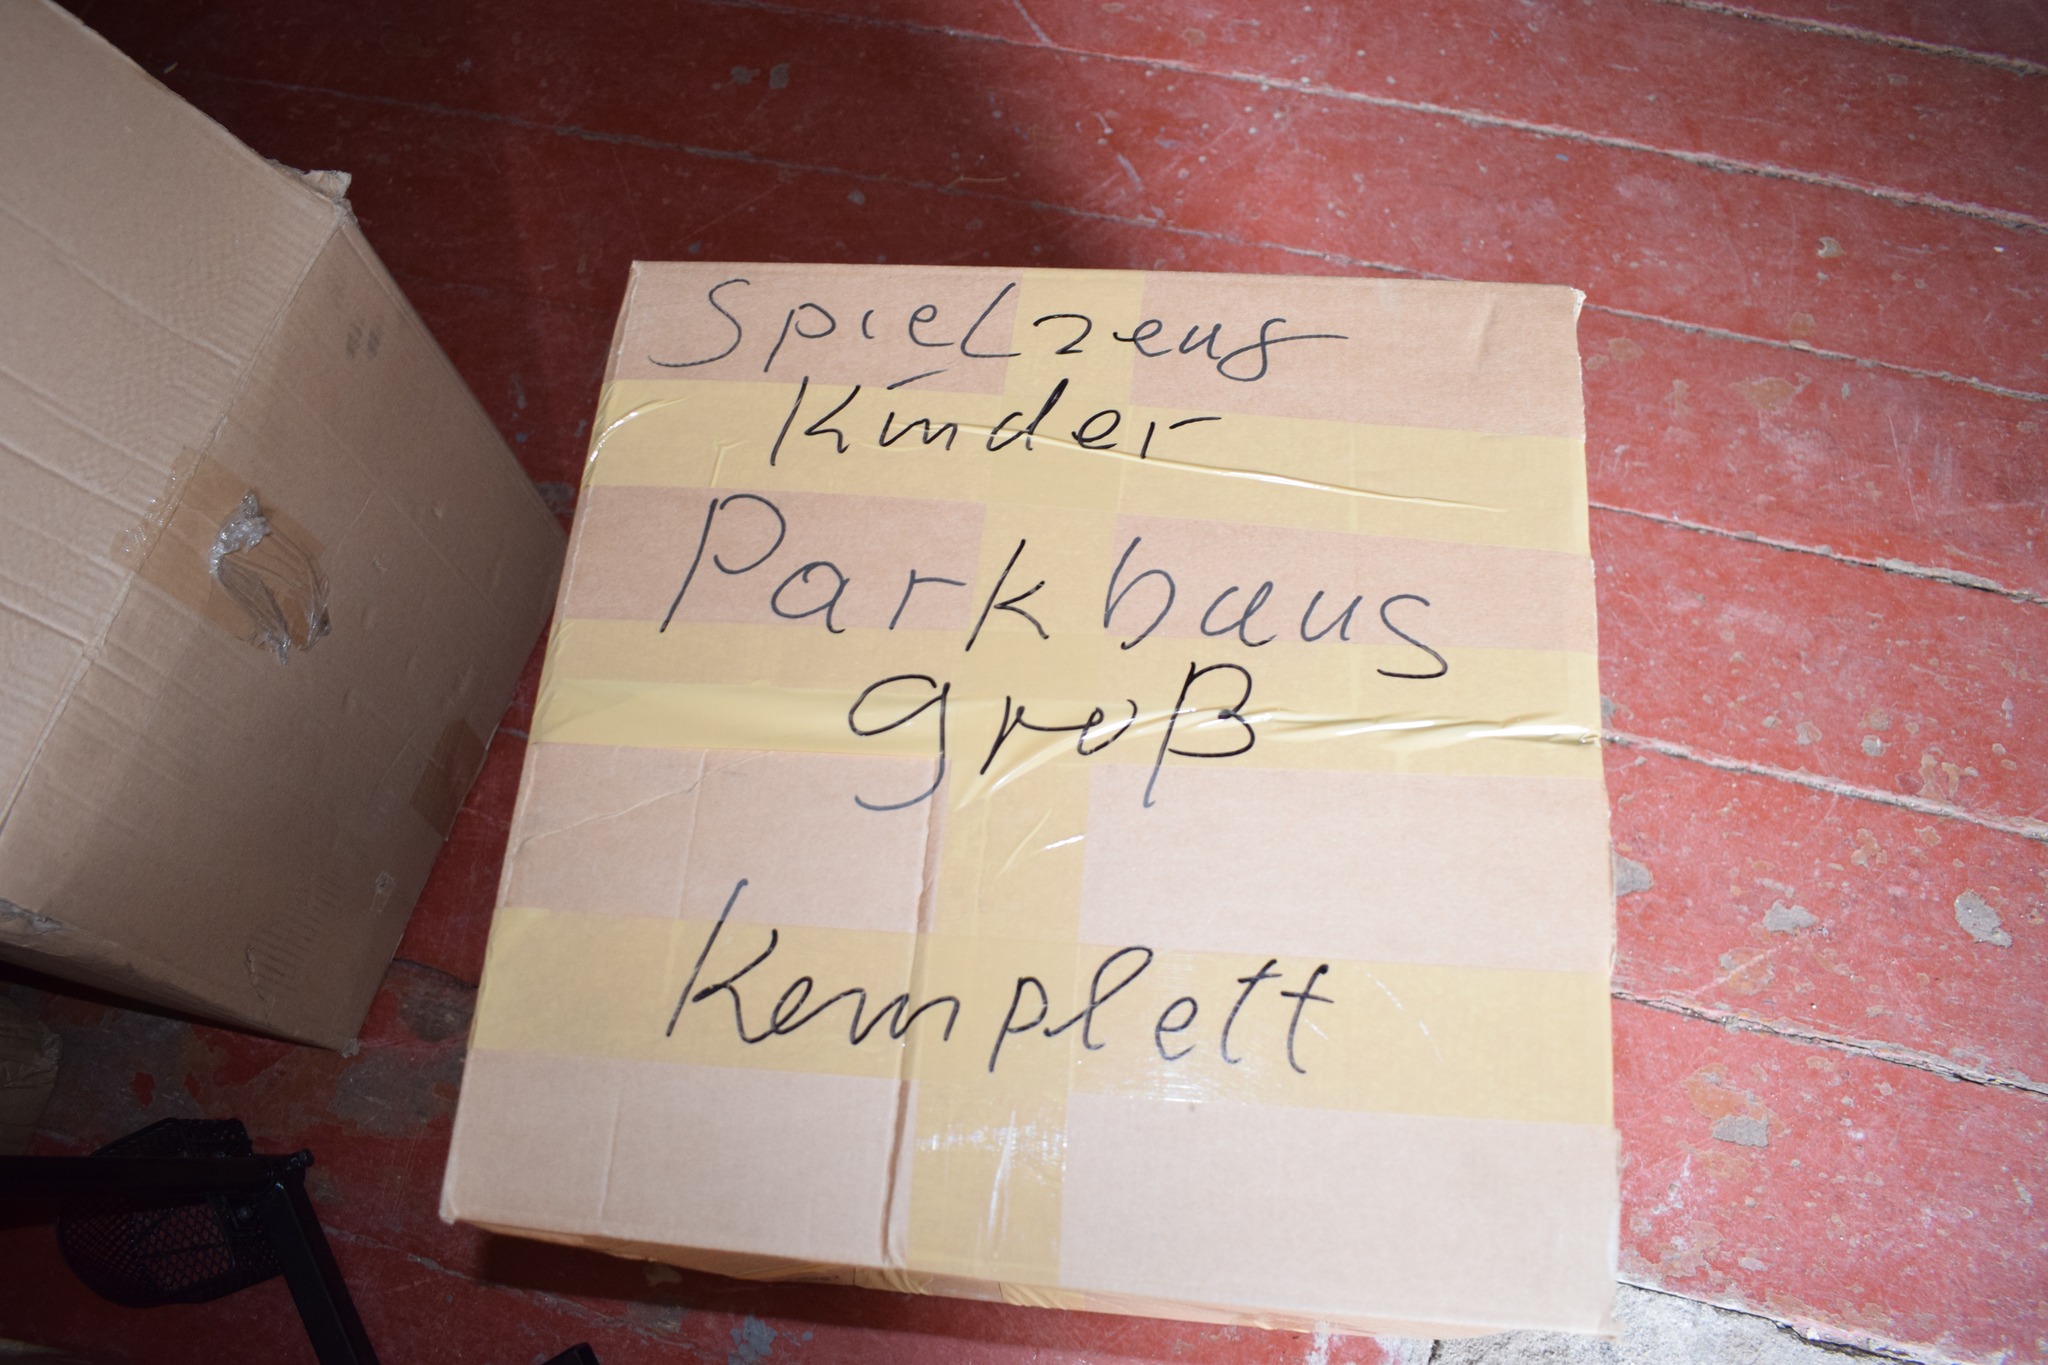 Spielzeug
Kinder
Parkhaus
groß
Komplett